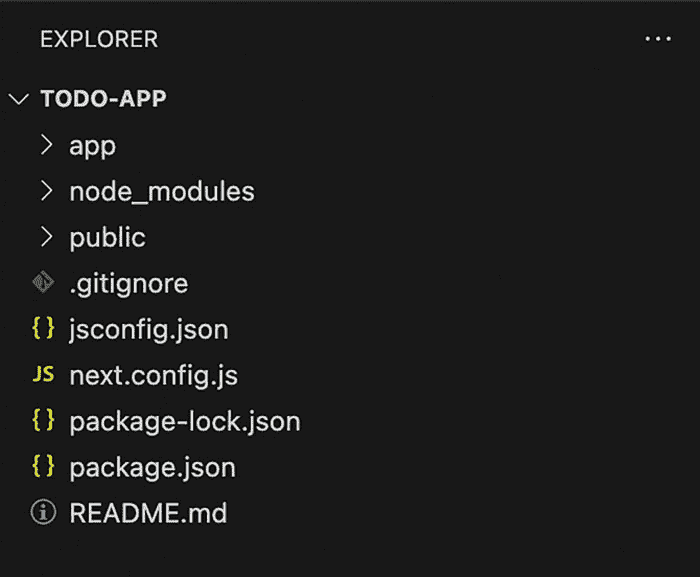 EXPLORER
TODO-APP
app
node_modules
public
.gitignore
{} jsconfig.json
JS next.config.js
{} package-lock.json
{} package.json
README.md